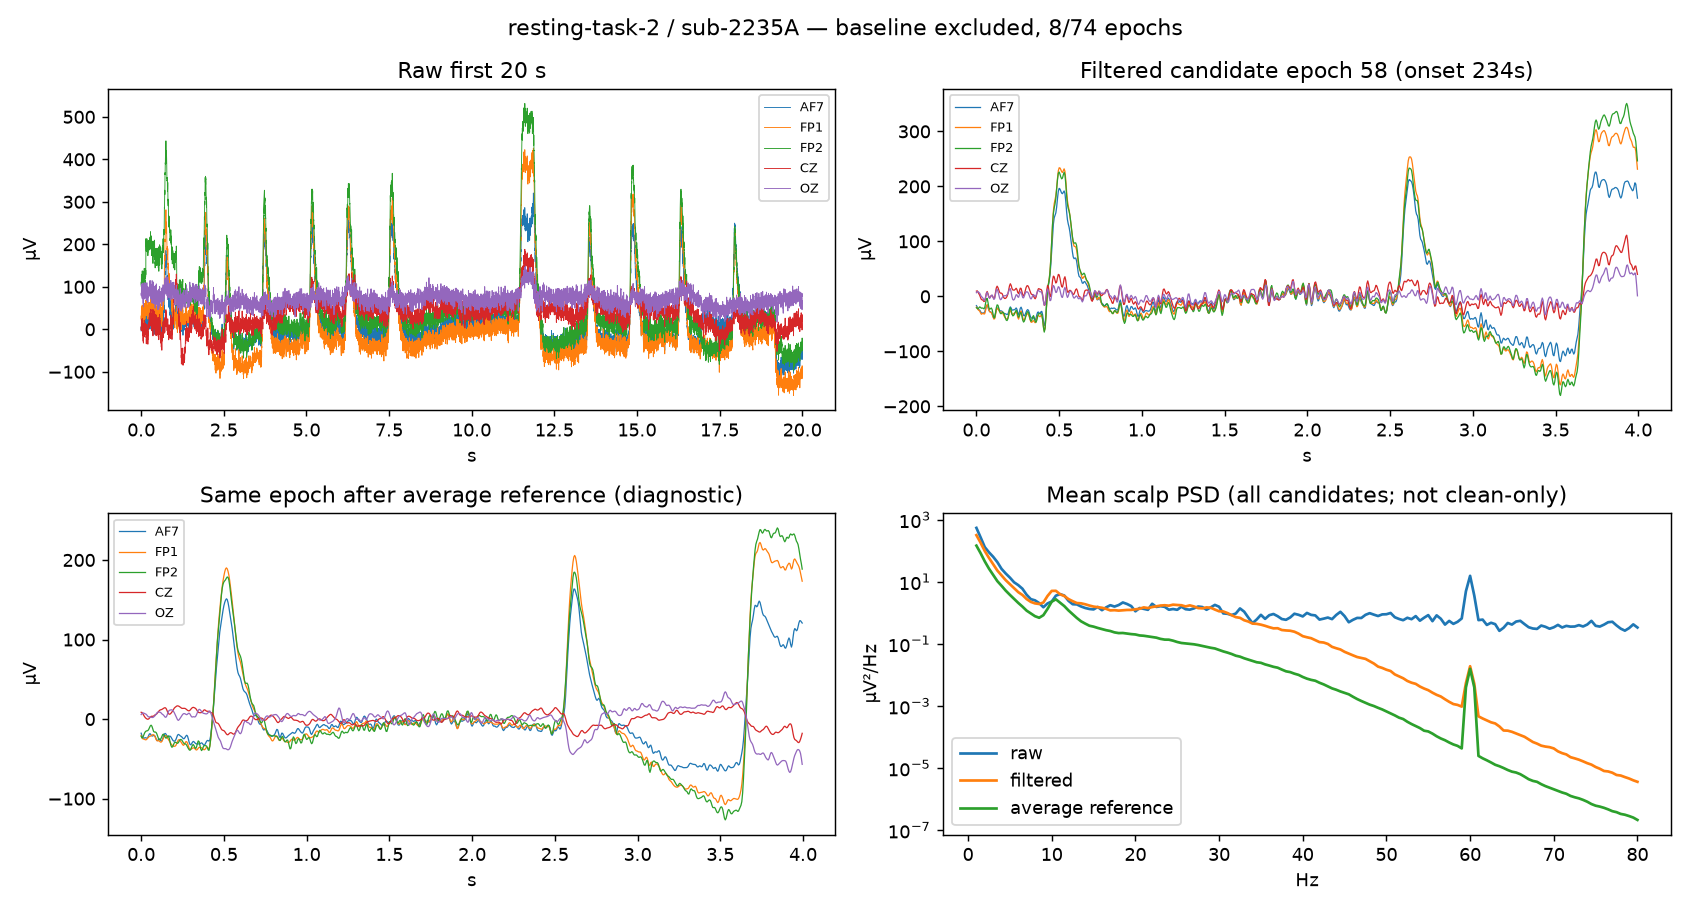 resting-task-2 / sub-2235A — baseline excluded, 8/74 epochs
Raw first 20 s
AF7
FP1
FP2
CZ
OZ
µV
500
400
300
200
100
0
−100
0.0 2.5 5.0 7.5 10.0 12.5 15.0 17.5 20.0
s
Filtered candidate epoch 58 (onset 234s)
AF7
FP1
FP2
CZ
OZ
µV
300
200
100
0
−100
−200
0.0 0.5 1.0 1.5 2.0 2.5 3.0 3.5 4.0
s
Same epoch after average reference (diagnostic)
AF7
FP1
FP2
CZ
OZ
µV
200
100
0
−100
0.0 0.5 1.0 1.5 2.0 2.5 3.0 3.5 4.0
s
Mean scalp PSD (all candidates; not clean-only)
µV²/Hz
10³
10¹
10⁻¹
10⁻³
10⁻⁵
10⁻⁷
raw
filtered
average reference
0 10 20 30 40 50 60 70 80
Hz